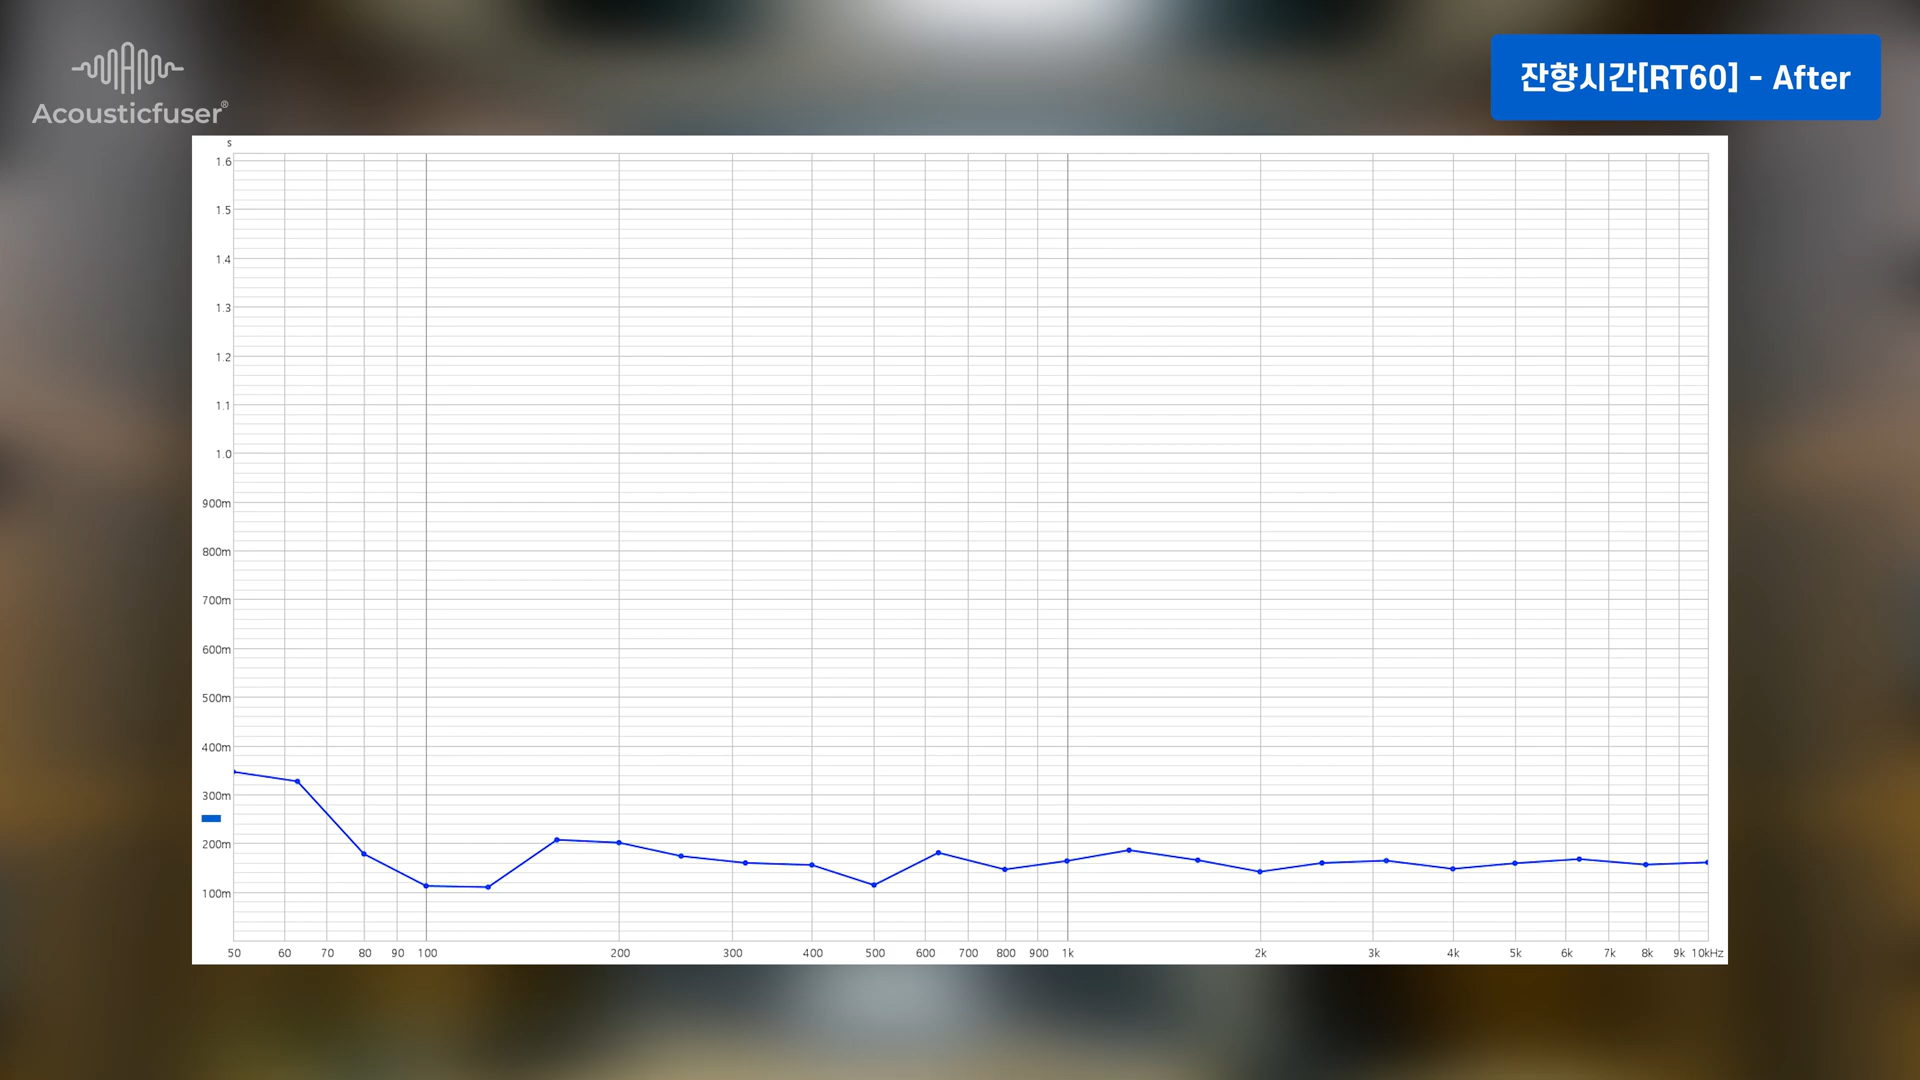 Acousticfuser®
잔향시간[RT60] - After
s
1.6
1.5
1.4
1.3
1.2
1.1
1.0
900m
800m
700m
600m
500m
400m
300m
200m
100m
50 60 70 80 90 100 200 300 400 500 600 700 800 900 1k 2k 3k 4k 5k 6k 7k 8k 9k 10kHz